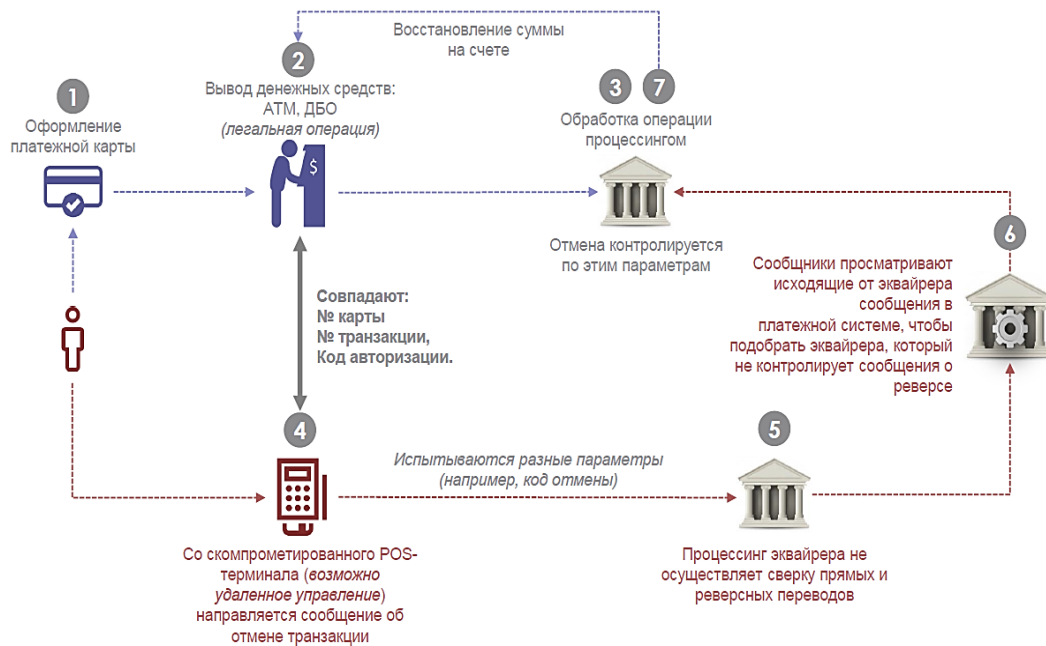 Восстановление суммы
на счете
1
Оформление
платежной карты
2
Вывод денежных средств:
АТМ, ДБО
(легальная операция)
$
3
7
Обработка операции
процессингом
Отмена контролируется
по этим параметрам
Совпадают:
№ карты
№ транзакции,
Код авторизации.
4
Со скомпрометированного POS-
терминала (возможно
удаленное управление)
направляется сообщение об
отмене транзакции
Испытываются разные параметры
(например, код отмены)
5
Процессинг эквайрера не
осуществляет сверку прямых и
реверсных переводов
6
Сообщники просматривают
исходящие от эквайрера
сообщения в
платежной системе, чтобы
подобрать эквайрера, который
не контролирует сообщения о
реверсе